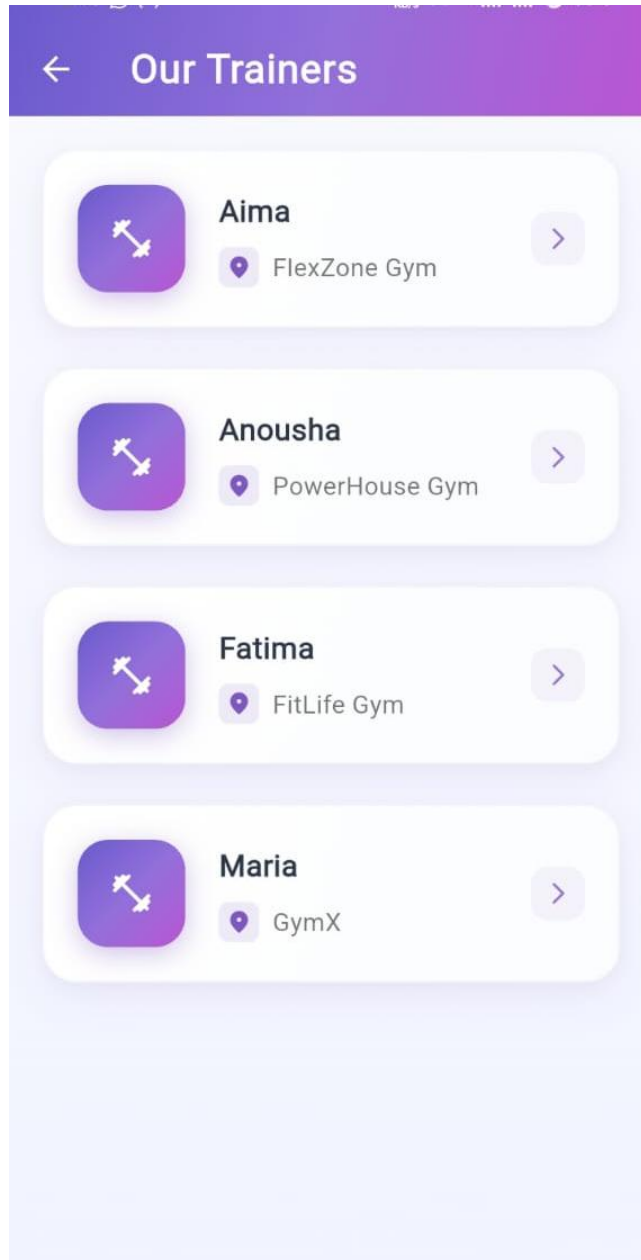 Our Trainers
Aima
FlexZone Gym
Anousha
PowerHouse Gym
Fatima
FitLife Gym
Maria
GymX